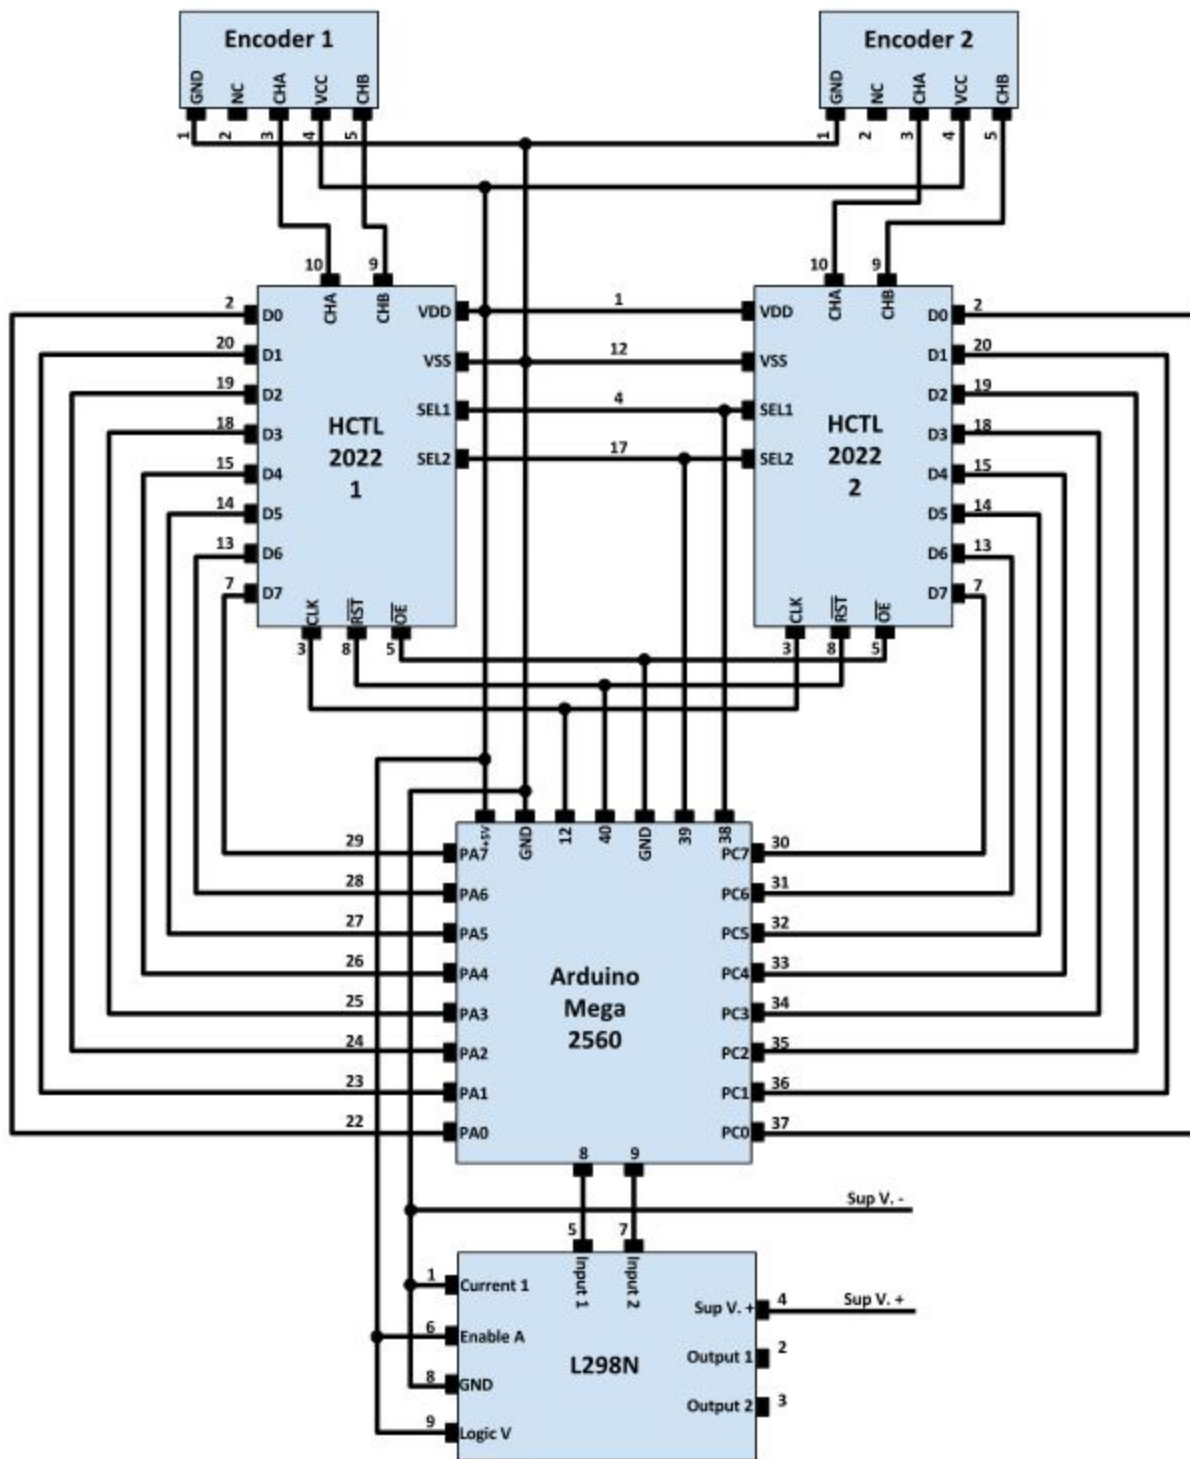 Encoder 1
GND NC CHA VCC CHB
1 2 3 4 5
Encoder 2
GND NC CHA VCC CHB
1 2 3 4 5
10 9
CHA CHB
2 D0
20 D1
19 D2
18 D3
15 D4
14 D5
13 D6
7 D7
HCTL
2022
1
VDD
VSS
SEL1
SEL2
CLK RST OE
3 8 5
1
12
4
17
10 9
CHA CHB
VDD
VSS
SEL1
SEL2
HCTL
2022
2
D0 2
D1 20
D2 19
D3 18
D4 15
D5 14
D6 13
D7 7
CLK RST OE
3 8 5
+5V GND 12 40 GND 39 38
29 PA7
28 PA6
27 PA5
26 PA4
25 PA3
24 PA2
23 PA1
22 PA0
Arduino
Mega
2560
PC7 30
PC6 31
PC5 32
PC4 33
PC3 34
PC2 35
PC1 36
PC0 37
8 9
Sup V. -
5 7
Input 1 Input 2
1 Current 1
6 Enable A
8 GND
9 Logic V
L298N
Sup V. + 4 Sup V. +
Output 1 2
Output 2 3